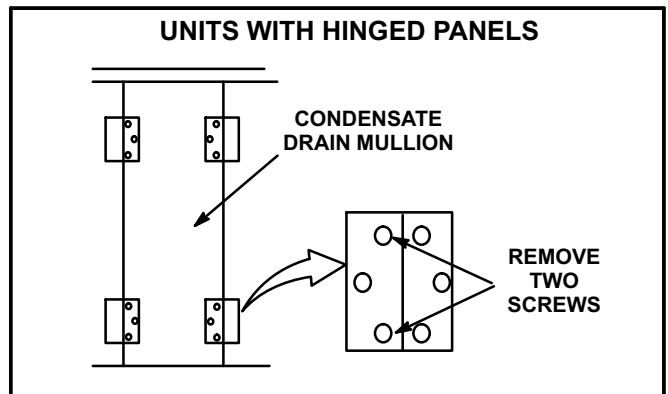 UNITS WITH HINGED PANELS
CONDENSATE
DRAIN MULLION
REMOVE
TWO
SCREWS